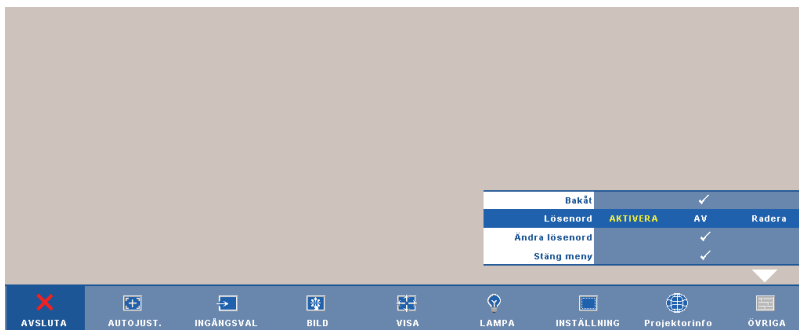 Bakåt
Lösenord AKTIVERA AV Radera
Ändra lösenord
Stäng meny
AVSLUTA AUTOJUST. INGÅNGSVAL BILD VISA LAMPA INSTÄLLNING Projektorinfo ÖVRIGA